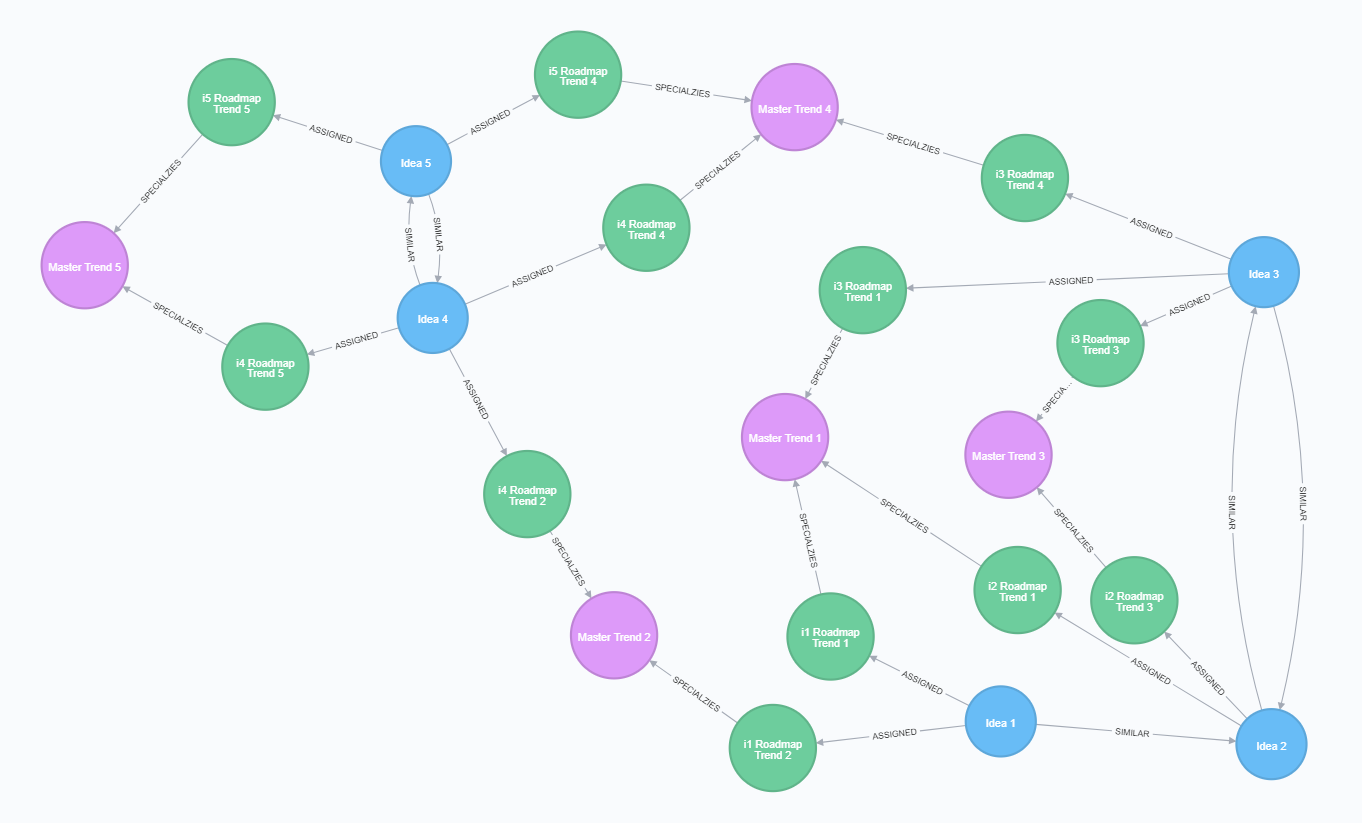 i5 Roadmap
Trend 4
i5 Roadmap
Trend 5
SPECIALZIES
Master Trend 4
ASSIGNED
ASSIGNED
Idea 5
SPECIALZIES
SPECIALZIES
SPECIALZIES
i3 Roadmap
Trend 4
i4 Roadmap
Trend 4
ASSIGNED
SIMILAR
SIMILAR
Master Trend 5
ASSIGNED
Idea 3
ASSIGNED
i3 Roadmap
Trend 1
ASSIGNED
SPECIALZIES
Idea 4
ASSIGNED
i3 Roadmap
Trend 3
i4 Roadmap
Trend 5
SPECIALZIES
ASSIGNED
SPECIA...
Master Trend 1
Master Trend 3
i4 Roadmap
Trend 2
SIMILAR
SIMILAR
SPECIALZIES
SPECIALZIES
SPECIALZIES
SPECIALZIES
i2 Roadmap
Trend 1
i2 Roadmap
Trend 3
Master Trend 2
i1 Roadmap
Trend 1
ASSIGNED
ASSIGNED
ASSIGNED
SPECIALZIES
Idea 1
ASSIGNED
SIMILAR
i1 Roadmap
Trend 2
Idea 2